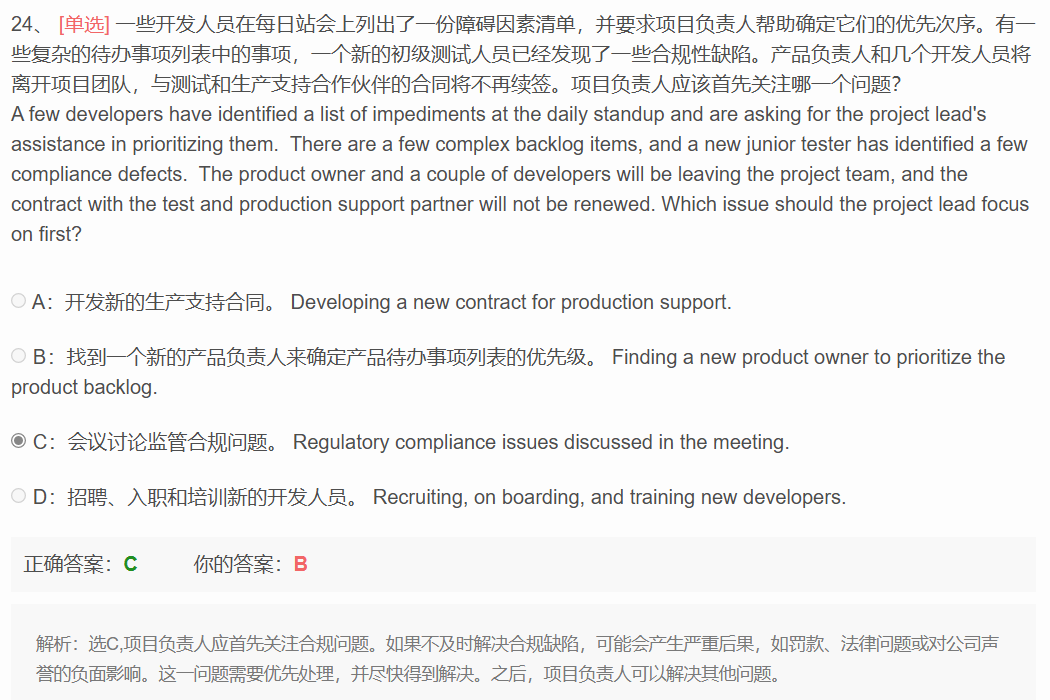 24、 [单选] 一些开发人员在每日站会上列出了一份障碍因素清单，并要求项目负责人帮助确定它们的优先次序。有一
些复杂的待办事项列表中的事项，一个新的初级测试人员已经发现了一些合规性缺陷。产品负责人和几个开发人员将
离开项目团队，与测试和生产支持合作伙伴的合同将不再续签。项目负责人应该首先关注哪一个问题?
A few developers have identified a list of impediments at the daily standup and are asking for the project lead's
assistance in prioritizing them.  There are a few complex backlog items, and a new junior tester has identified a few
compliance defects.  The product owner and a couple of developers will be leaving the project team, and the
contract with the test and production support partner will not be renewed. Which issue should the project lead focus
on first?
A：开发新的生产支持合同。 Developing a new contract for production support.
B：找到一个新的产品负责人来确定产品待办事项列表的优先级。 Finding a new product owner to prioritize the
product backlog.
C：会议讨论监管合规问题。 Regulatory compliance issues discussed in the meeting.
D：招聘、入职和培训新的开发人员。 Recruiting, on boarding, and training new developers.
正确答案：C 你的答案：B
解析：选C,项目负责人应首先关注合规问题。如果不及时解决合规缺陷，可能会产生严重后果，如罚款、法律问题或对公司声
誉的负面影响。这一问题需要优先处理，并尽快得到解决。之后，项目负责人可以解决其他问题。